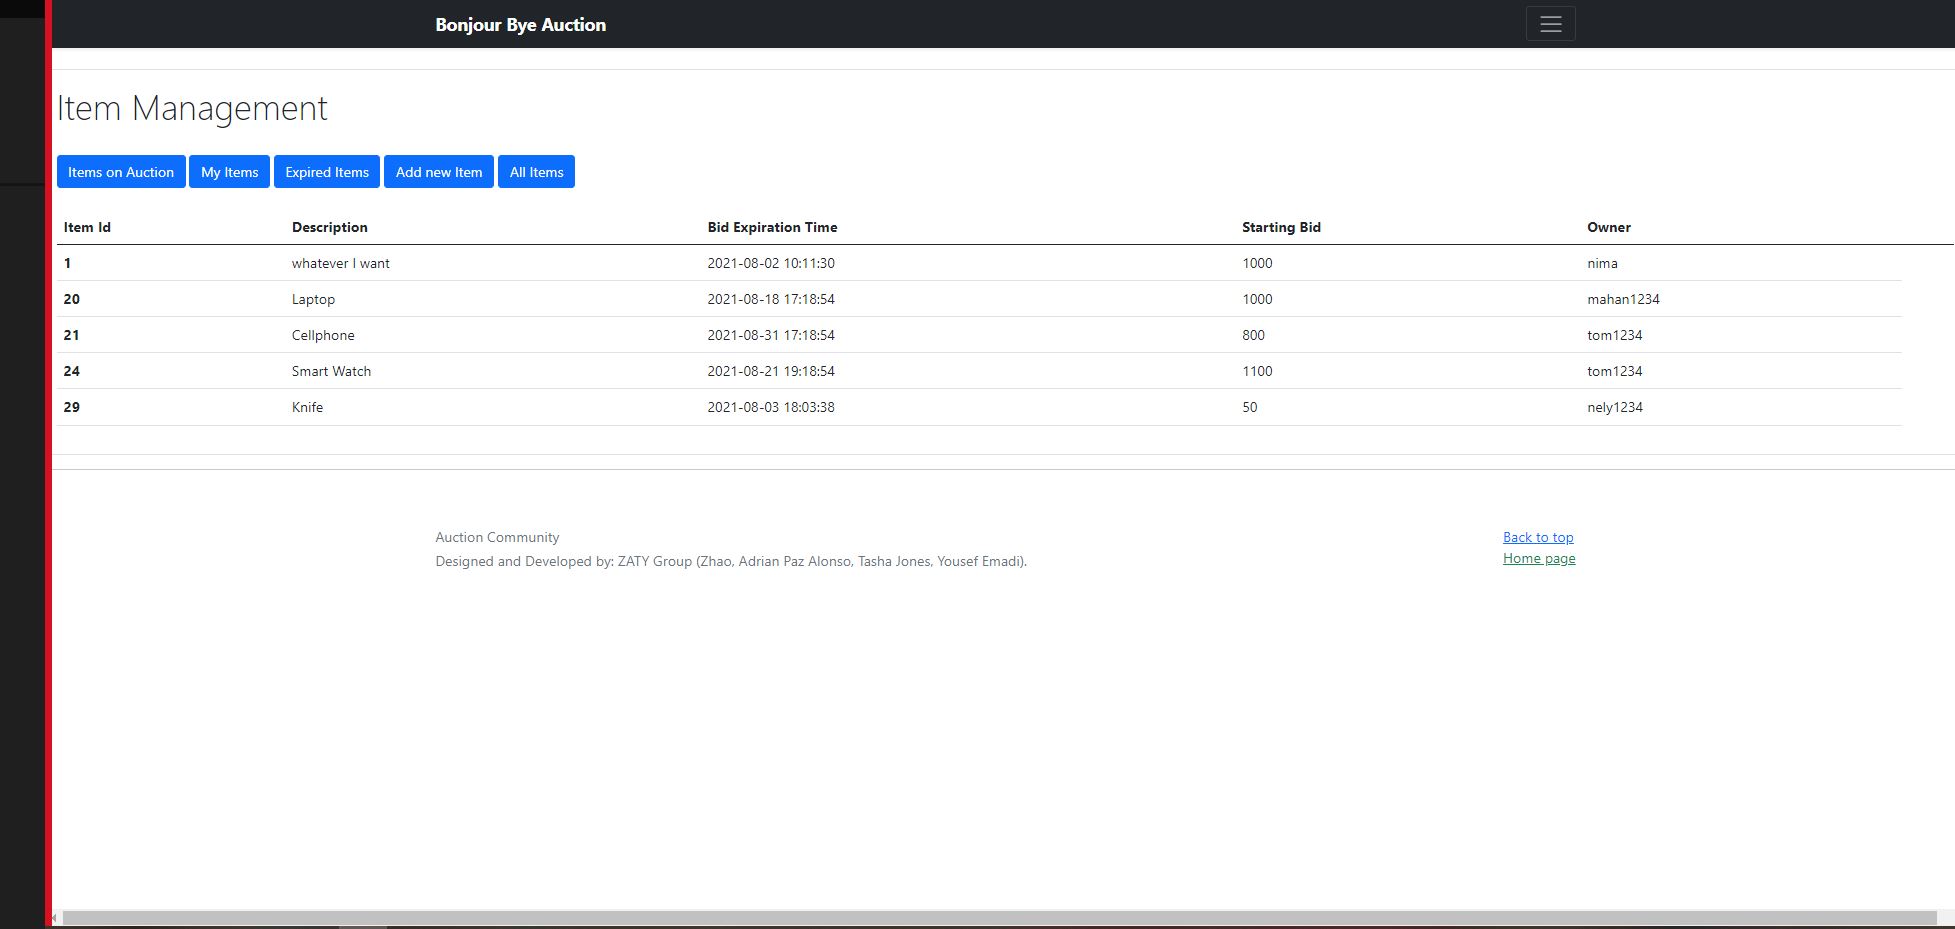 Bonjour Bye Auction
Item Management
Items on Auction My Items Expired Items Add new Item All Items
Item Id Description Bid Expiration Time Starting Bid Owner
1 whatever I want 2021-08-02 10:11:30 1000 nima
20 Laptop 2021-08-18 17:18:54 1000 mahan1234
21 Cellphone 2021-08-31 17:18:54 800 tom1234
24 Smart Watch 2021-08-21 19:18:54 1100 tom1234
29 Knife 2021-08-03 18:03:38 50 nely1234
Auction Community Back to top
Designed and Developed by: ZATY Group (Zhao, Adrian Paz Alonso, Tasha Jones, Yousef Emadi). Home page